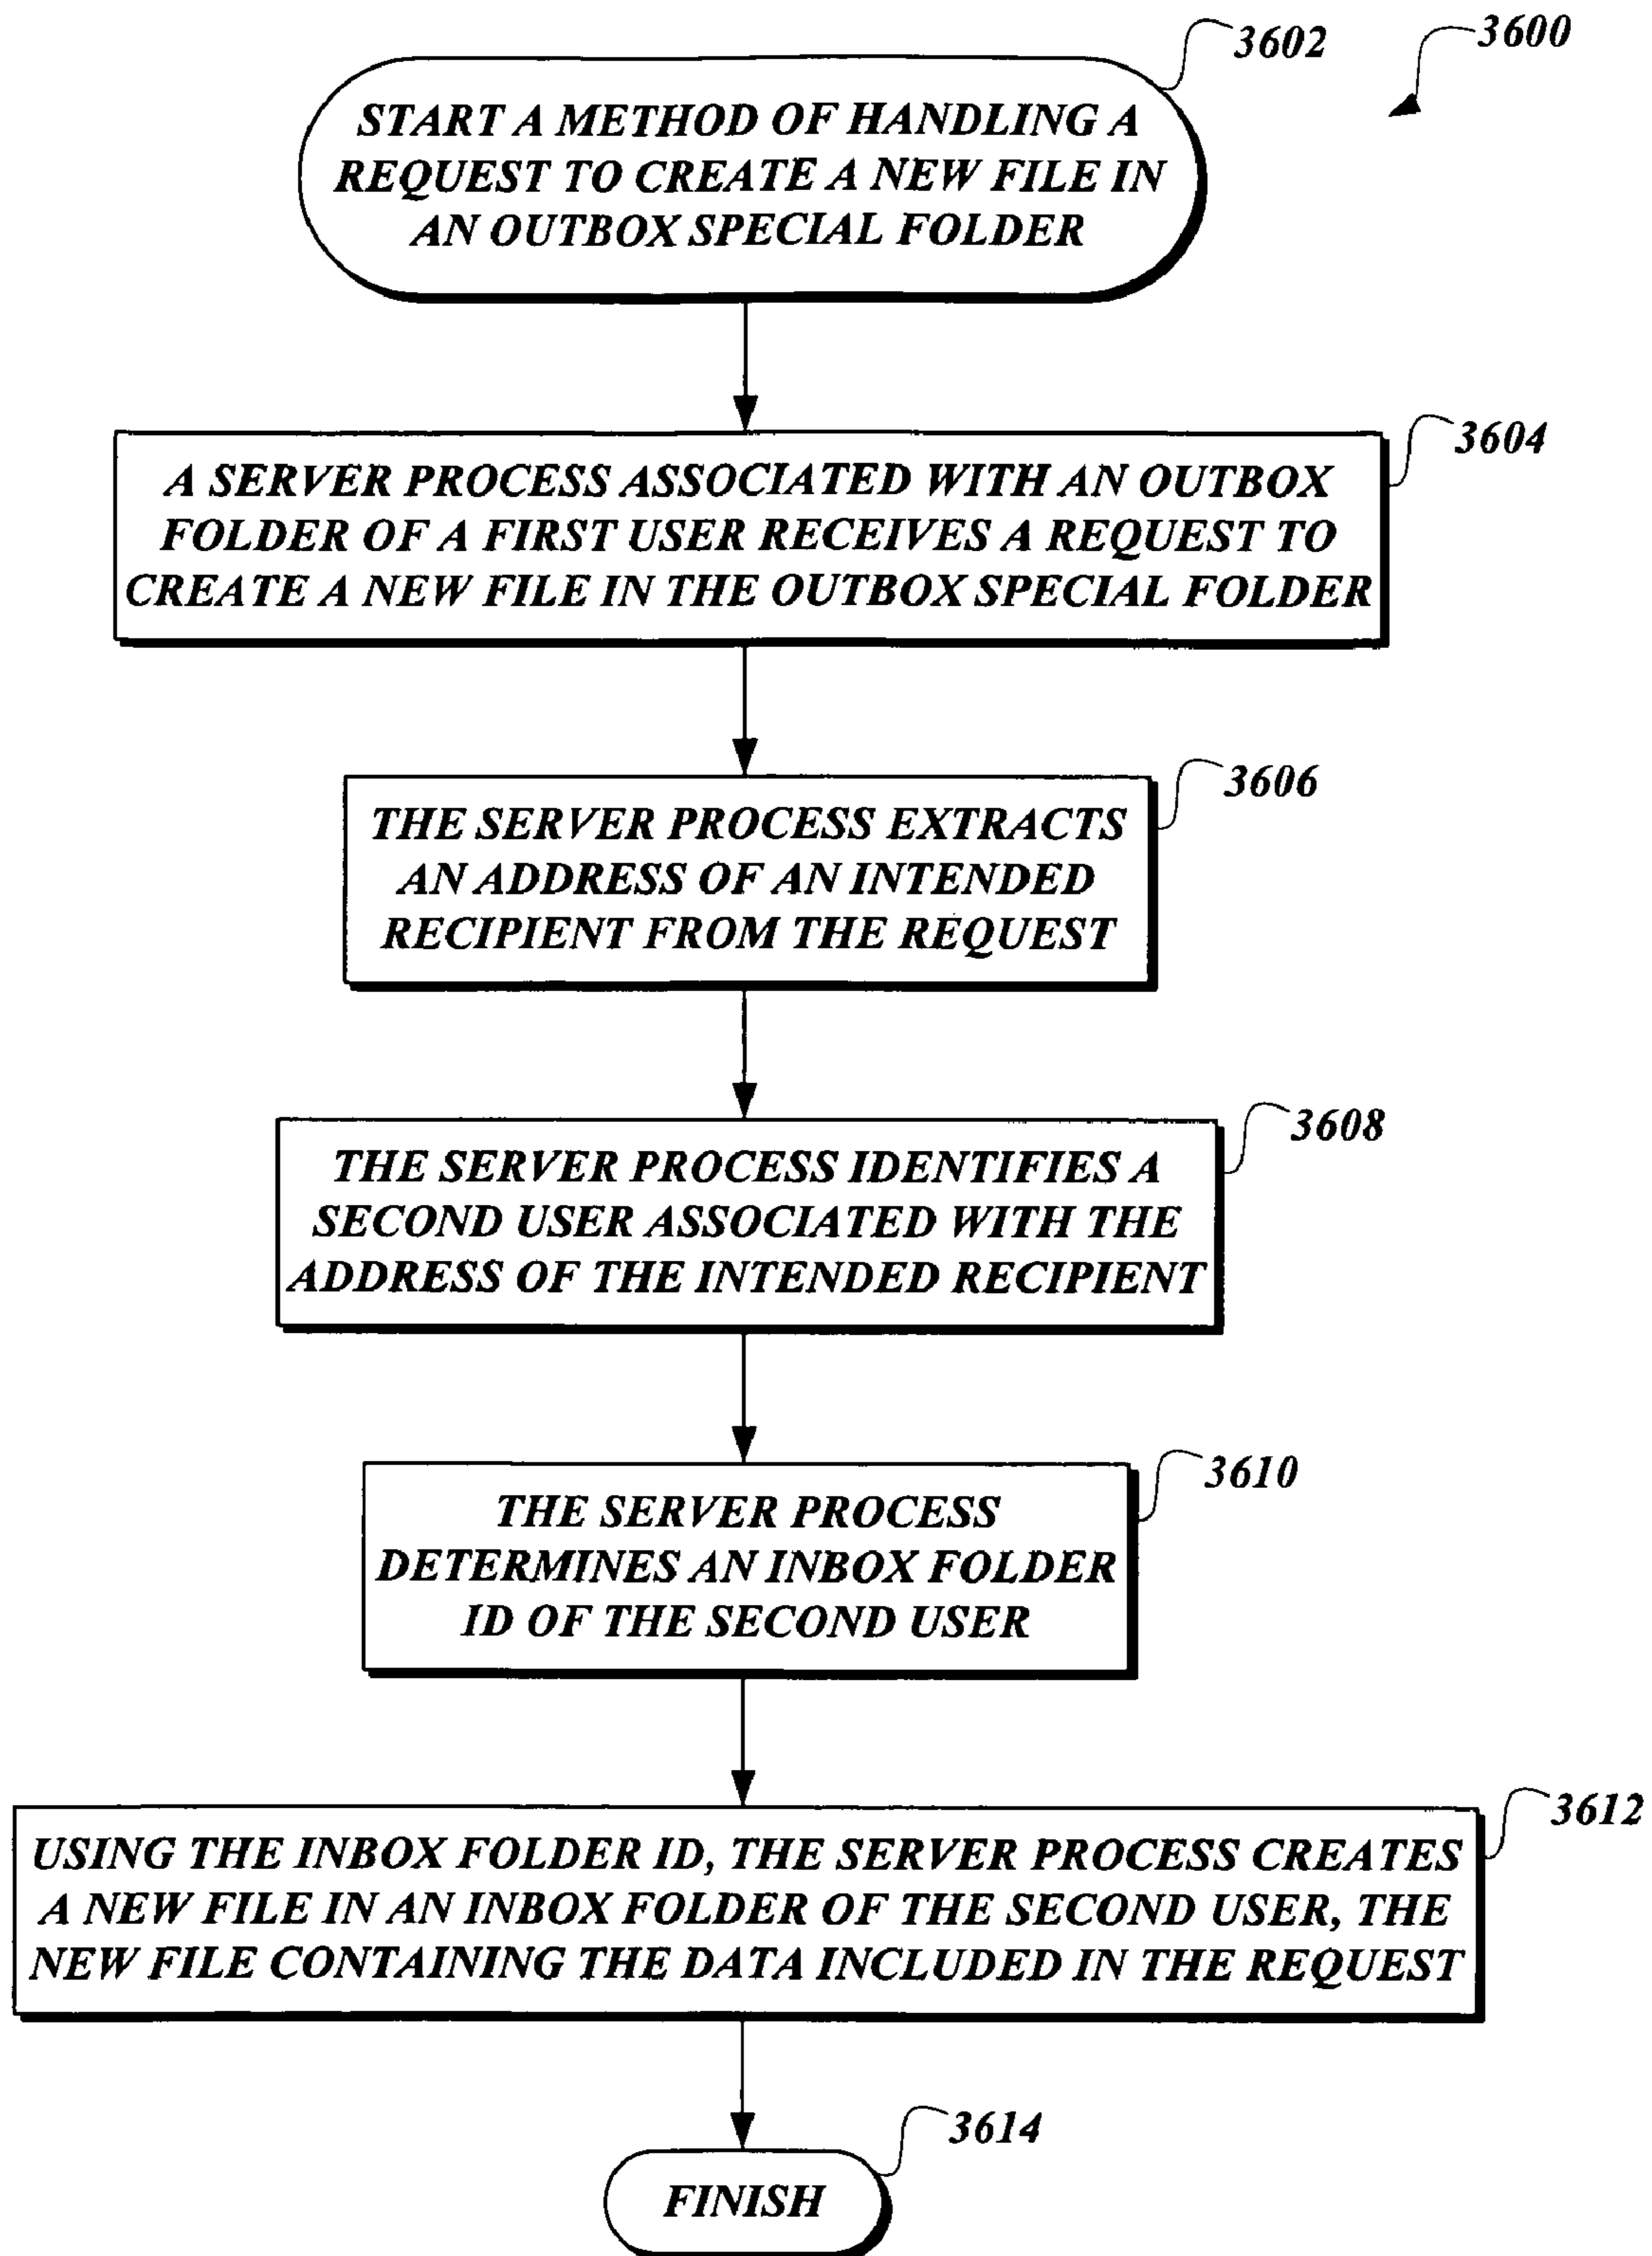 3602
3600
START A METHOD OF HANDLING A
REQUEST TO CREATE A NEW FILE IN
AN OUTBOX SPECIAL FOLDER
3604
A SERVER PROCESS ASSOCIATED WITH AN OUTBOX
FOLDER OF A FIRST USER RECEIVES A REQUEST TO
CREATE A NEW FILE IN THE OUTBOX SPECIAL FOLDER
3606
THE SERVER PROCESS EXTRACTS
AN ADDRESS OF AN INTENDED
RECIPIENT FROM THE REQUEST
3608
THE SERVER PROCESS IDENTIFIES A
SECOND USER ASSOCIATED WITH THE
ADDRESS OF THE INTENDED RECIPIENT
3610
THE SERVER PROCESS
DETERMINES AN INBOX FOLDER
ID OF THE SECOND USER
3612
USING THE INBOX FOLDER ID, THE SERVER PROCESS CREATES
A NEW FILE IN AN INBOX FOLDER OF THE SECOND USER, THE
NEW FILE CONTAINING THE DATA INCLUDED IN THE REQUEST
3614
FINISH